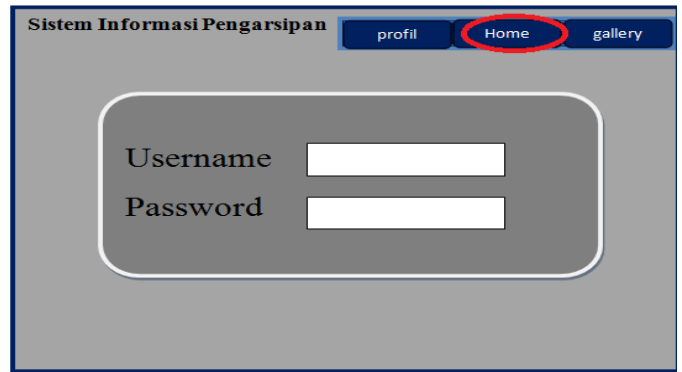 Sistem Informasi Pengarsipan
profil Home gallery
Username
Password